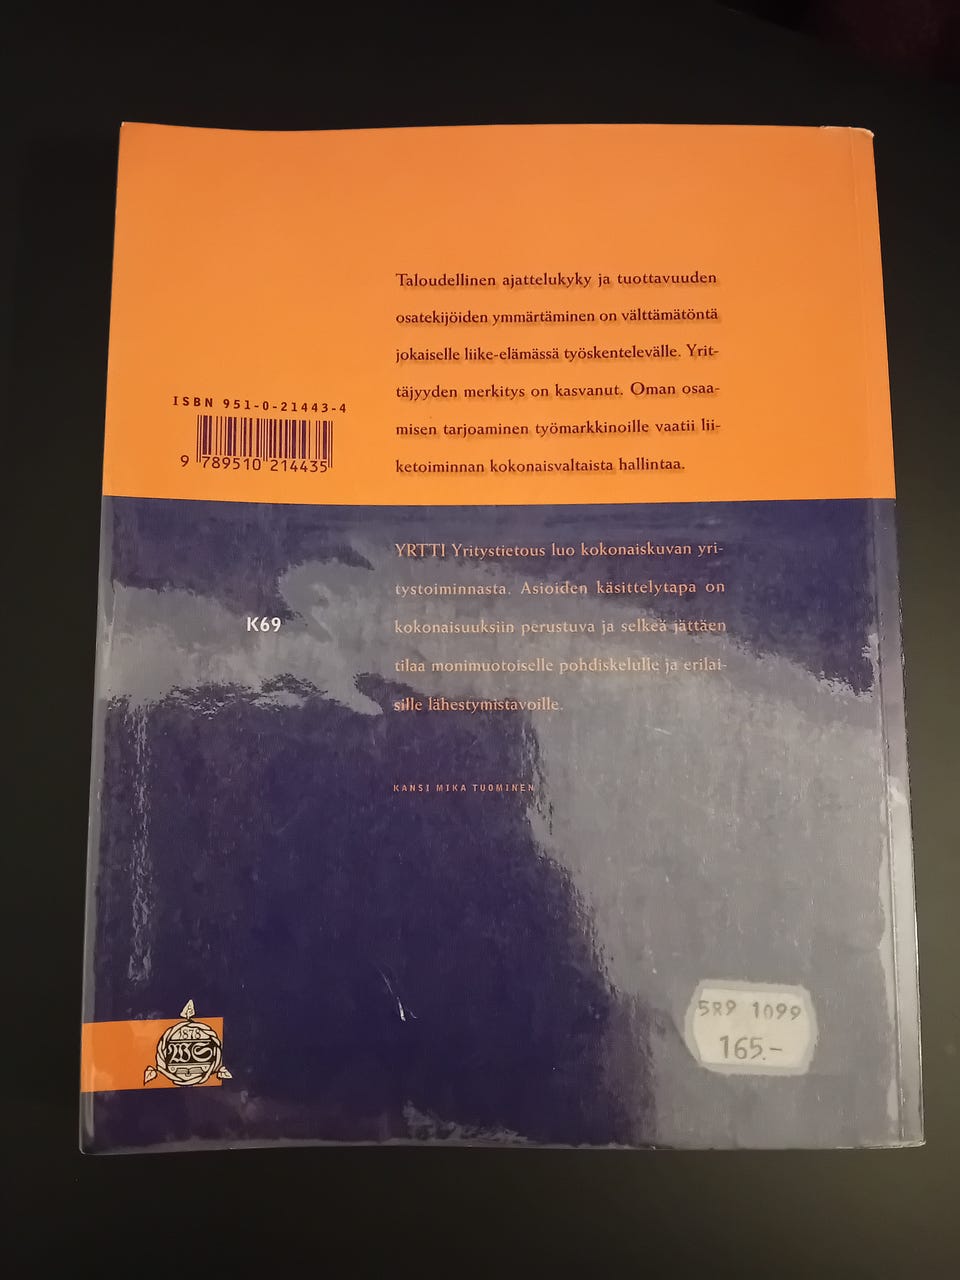 Taloudellinen ajattelukyky ja tuottavuuden
osatekijöiden ymmärtäminen on välttämätöntä
jokaiselle liike-elämässä työskentelevälle. Yrit-
täjyyden merkitys on kasvanut. Oman osaa-
misen tarjoaminen työmarkkinoille vaatii lii-
ketoiminnan kokonaisvaltaista hallintaa.
ISBN 951-0-21443-4
9 789510 214435
YRTTI Yritystietous luo kokonaiskuvan yri-
tystoiminnasta. Asioiden käsittelytapa on
kokonaisuuksiin perustuva ja selkeä jättäen
tilaa monimuotoiselle pohdiskelulle ja erilai-
sille lähestymistavoille.
K69
KANSI MIKA TUOMINEN
1878
WS
5R9 1099
165.-